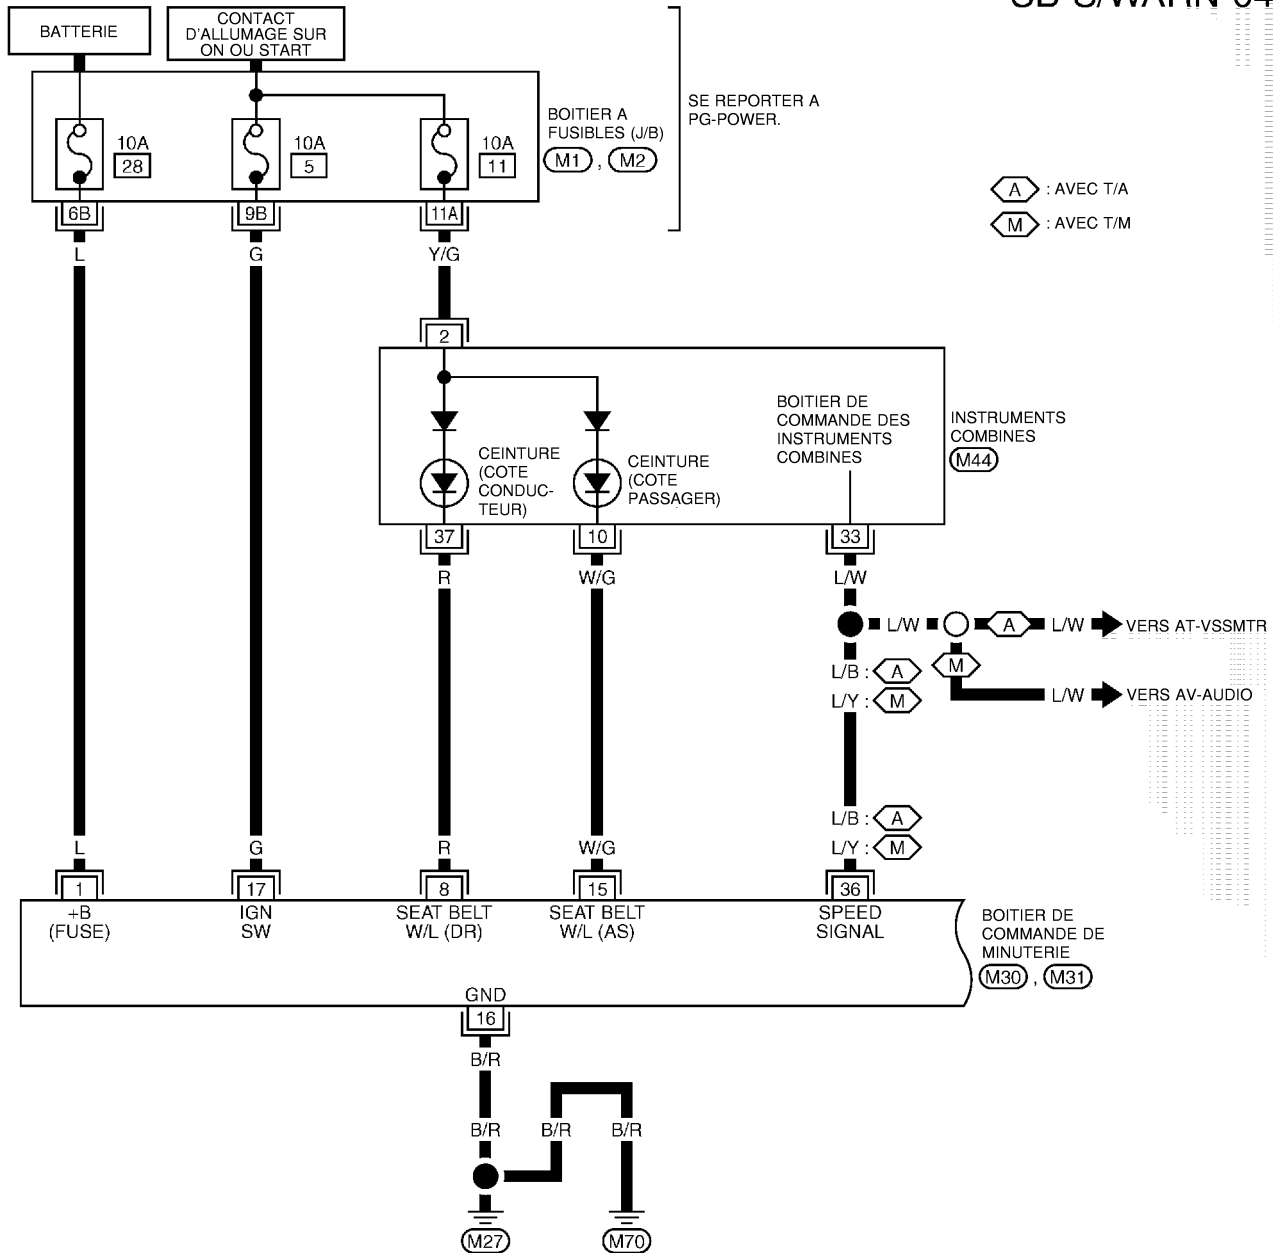 BATTERIE
CONTACT
D'ALLUMAGE SUR
ON OU START
10A
28
10A
5
10A
11
BOITIER A
FUSIBLES (J/B)
M1 , M2
SE REPORTER A
PG-POWER.
A : AVEC T/A
M : AVEC T/M
6B
9B
11A
L
G
Y/G
2
CEINTURE
(COTE
CONDUC-
TEUR)
CEINTURE
(COTE
PASSAGER)
BOITIER DE
COMMANDE DES
INSTRUMENTS
COMBINES
INSTRUMENTS
COMBINES
M44
37
10
33
R
W/G
L/W
L/W
A
L/W
VERS AT-VSSMTR
L/B : A
M
L/Y : M
L/W
VERS AV-AUDIO
L/B : A
L/Y : M
L
G
R
W/G
1
17
8
15
36
+B
(FUSE)
IGN
SW
SEAT BELT
W/L (DR)
SEAT BELT
W/L (AS)
SPEED
SIGNAL
BOITIER DE
COMMANDE DE
MINUTERIE
M30 , M31
GND
16
B/R
B/R
B/R
B/R
M27
M70